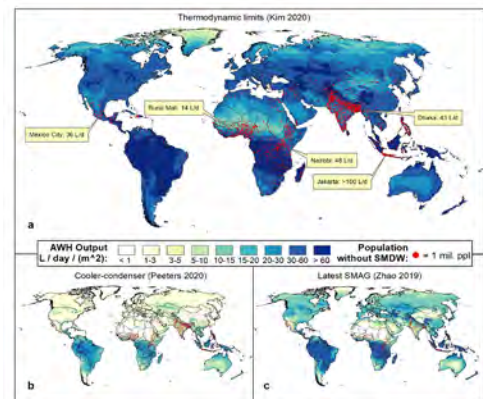 Thermodynamic limits (Kim 2020)
Rural Mali: 14 L/d
Dhaka: 43 L/d
Mexico City: 36 L/d
Nairobi: 48 L/d
Jakarta: >100 L/d
a
AWH Output
L / day / (m^2):
< 1
1-3
3-5
5-10
10-15
15-20
20-30
30-60
> 60
Population
without SMDW:
= 1 mil. ppl
Cooler-condenser (Peeters 2020)
Latest SMAG (Zhao 2019)
b
c